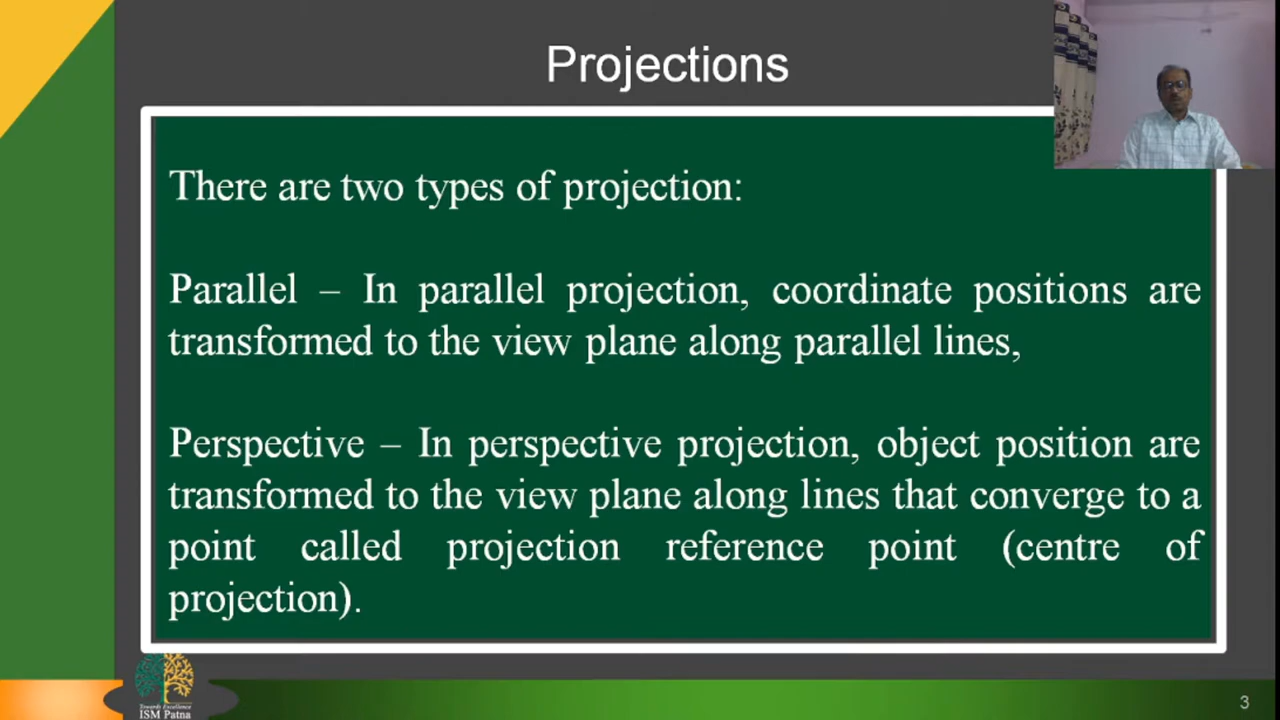 Projections
There are two types of projection:
Parallel – In parallel projection, coordinate positions are
transformed to the view plane along parallel lines,
Perspective – In perspective projection, object position are
transformed to the view plane along lines that converge to a
point called projection reference point (centre of
projection).
Towards Excellence
ISM Patna
3